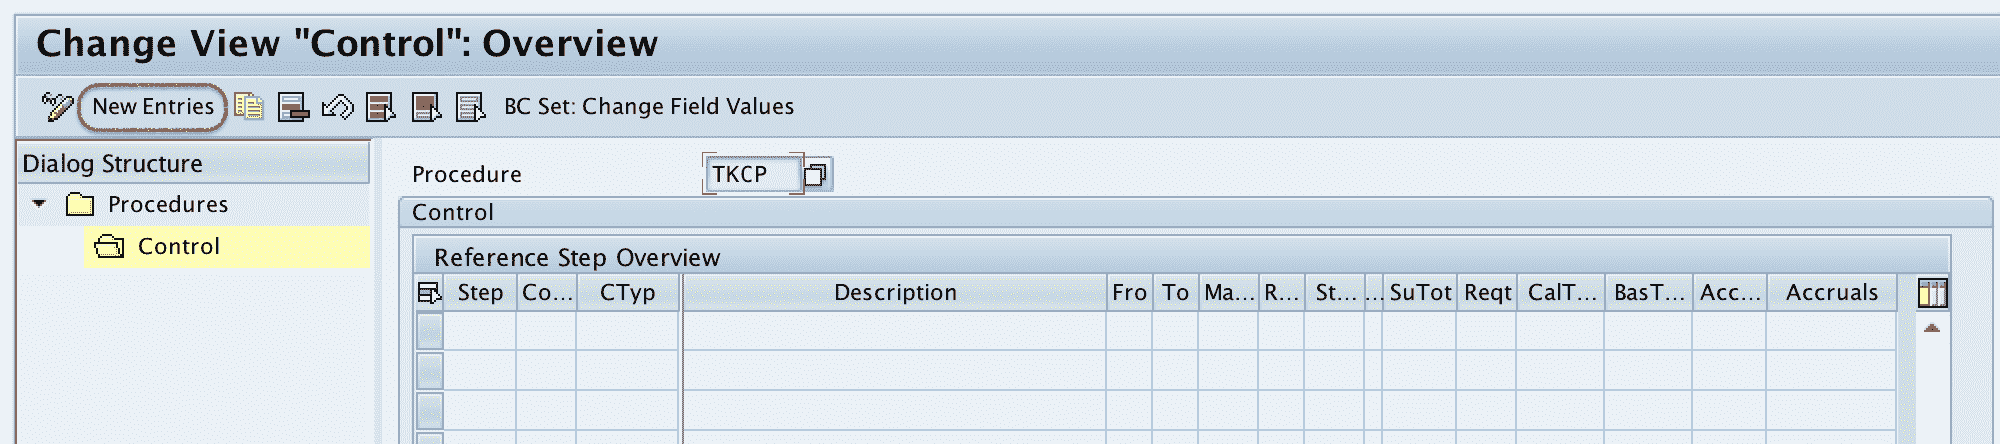 Change View "Control": Overview
New Entries BC Set: Change Field Values
Dialog Structure
Procedures
Control
Procedure TKCP
Control
Reference Step Overview
Step Co... CTyp Description Fro To Ma... R... St... ... SuTot Reqt CalT... BasT... Acc... Accruals